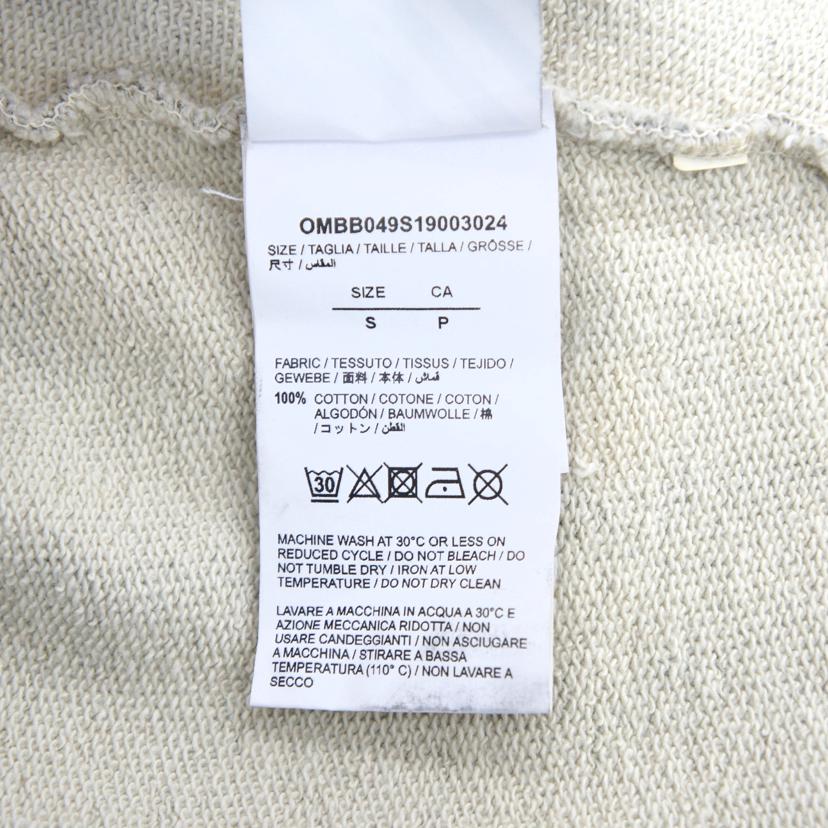 OMBB049S19003024
SIZE / TAGLIA / TAILLE / TALLA / GRÖSSE /
尺寸 / المقاس
SIZE CA
S P
FABRIC / TESSUTO / TISSUS / TEJIDO /
GEWEBE / 面料 / 本体 / قماش
100% COTTON / COTONE / COTON /
ALGODÓN / BAUMWOLLE / 棉
/ コットン / القطن
30
MACHINE WASH AT 30°C OR LESS ON
REDUCED CYCLE / DO NOT BLEACH / DO
NOT TUMBLE DRY / IRON AT LOW
TEMPERATURE / DO NOT DRY CLEAN
LAVARE A MACCHINA IN ACQUA A 30°C E
AZIONE MECCANICA RIDOTTA / NON
USARE CANDEGGIANTI / NON ASCIUGARE
A MACCHINA / STIRARE A BASSA
TEMPERATURA (110° C) / NON LAVARE A
SECCO